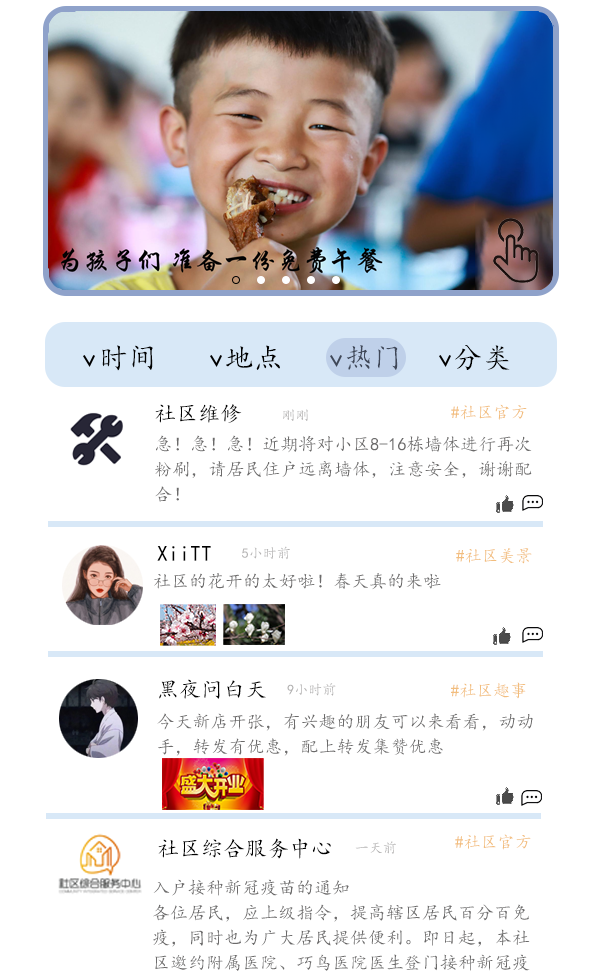 为孩子们 准备一份免费午餐
时间 地点 热门 分类
社区维修 刚刚 #社区官方
急！急！急！近期将对小区8-16栋墙体进行再次
粉刷，请居民住户远离墙体，注意安全，谢谢配
合！
XiiTT 5小时前 #社区美景
社区的花开的太好啦！春天真的来啦
黑夜问白天 9小时前 #社区趣事
今天新店开张，有兴趣的朋友可以来看看，动动
手，转发有优惠，配上转发集赞优惠
盛大开业
社区综合服务中心 一天前 #社区官方
社区综合服务中心
入户接种新冠疫苗的通知
各位居民，应上级指令，提高辖区居民百分百免
疫，同时也为广大居民提供便利。即日起，本社
区邀约附属医院、巧鸟医院医生登门接种新冠疫